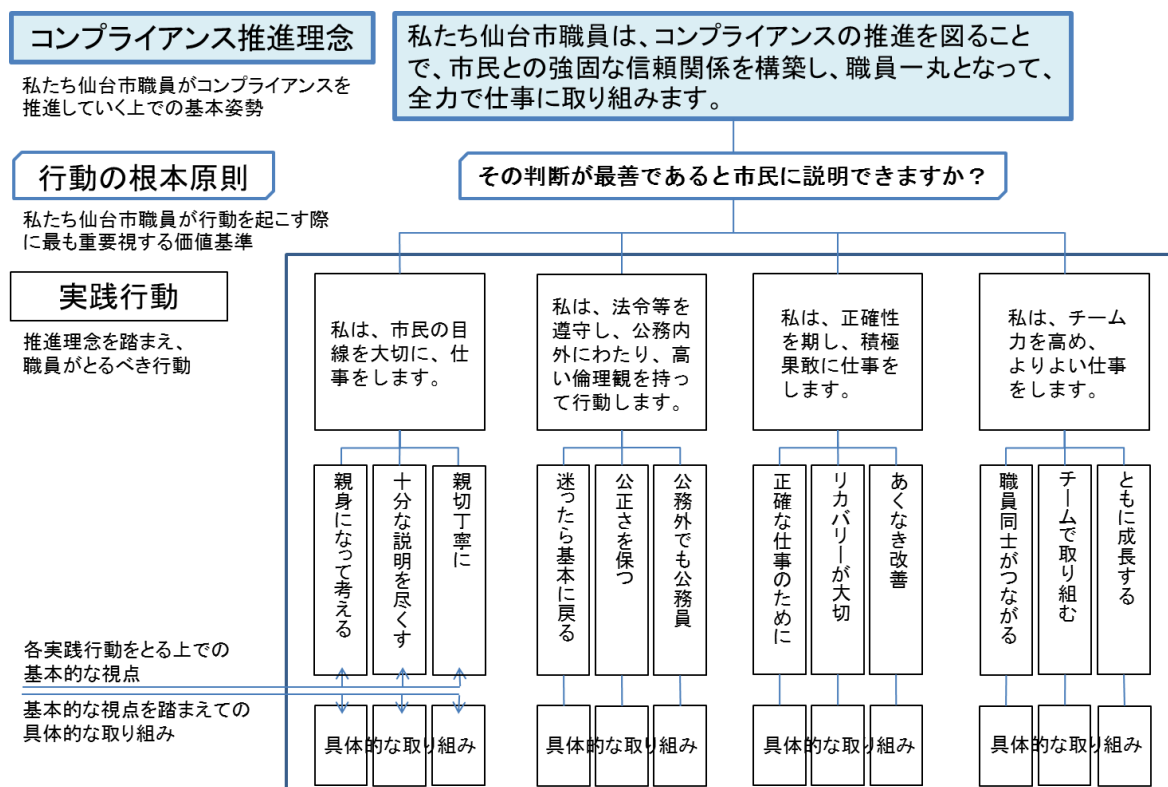 コンプライアンス推進理念
私たち仙台市職員がコンプライアンスを
推進していく上での基本姿勢
私たち仙台市職員は、コンプライアンスの推進を図ること
で、市民との強固な信頼関係を構築し、職員一丸となって、
全力で仕事に取り組みます。
行動の根本原則
私たち仙台市職員が行動を起こす際
に最も重要視する価値基準
その判断が最善であると市民に説明できますか？
実践行動
推進理念を踏まえ、
職員がとるべき行動
私は、市民の目
線を大切に、仕
事をします。
私は、法令等を
遵守し、公務内
外にわたり、高
い倫理観を持っ
て行動します。
私は、正確性
を期し、積極
果敢に仕事を
します。
私は、チーム
力を高め、
よりよい仕事
をします。
親身になって考える
十分な説明を尽くす
親切丁寧に
迷ったら基本に戻る
公正さを保つ
公務外でも公務員
正確な仕事のために
リカバリーが大切
あくなき改善
職員同士がつながる
チームで取り組む
ともに成長する
各実践行動をとる上での
基本的な視点
基本的な視点を踏まえての
具体的な取り組み
具体的な取り組み
具体的な取り組み
具体的な取り組み
具体的な取り組み